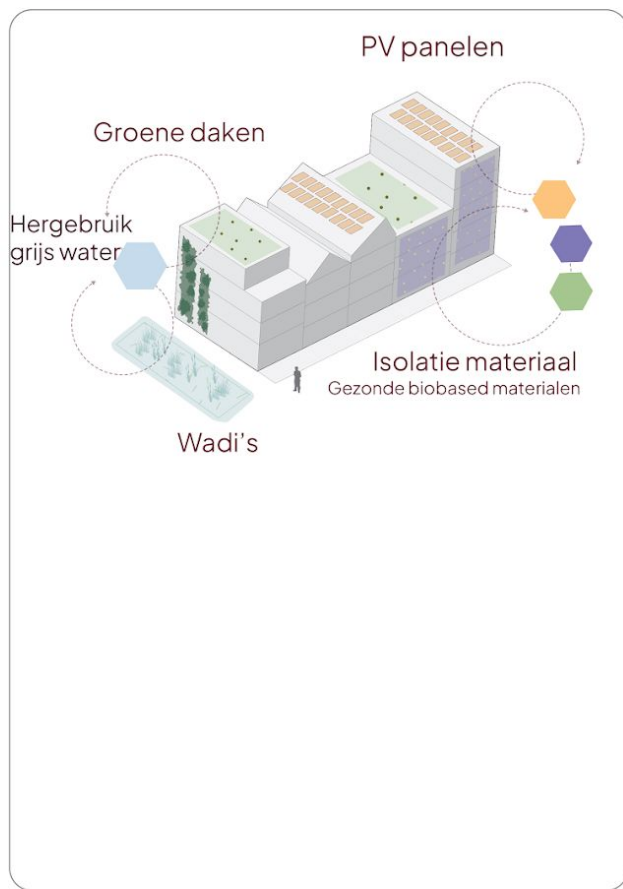 PV panelen
Groene daken
Hergebruik
grijs water
Isolatie materiaal
Gezonde biobased materialen
Wadi's